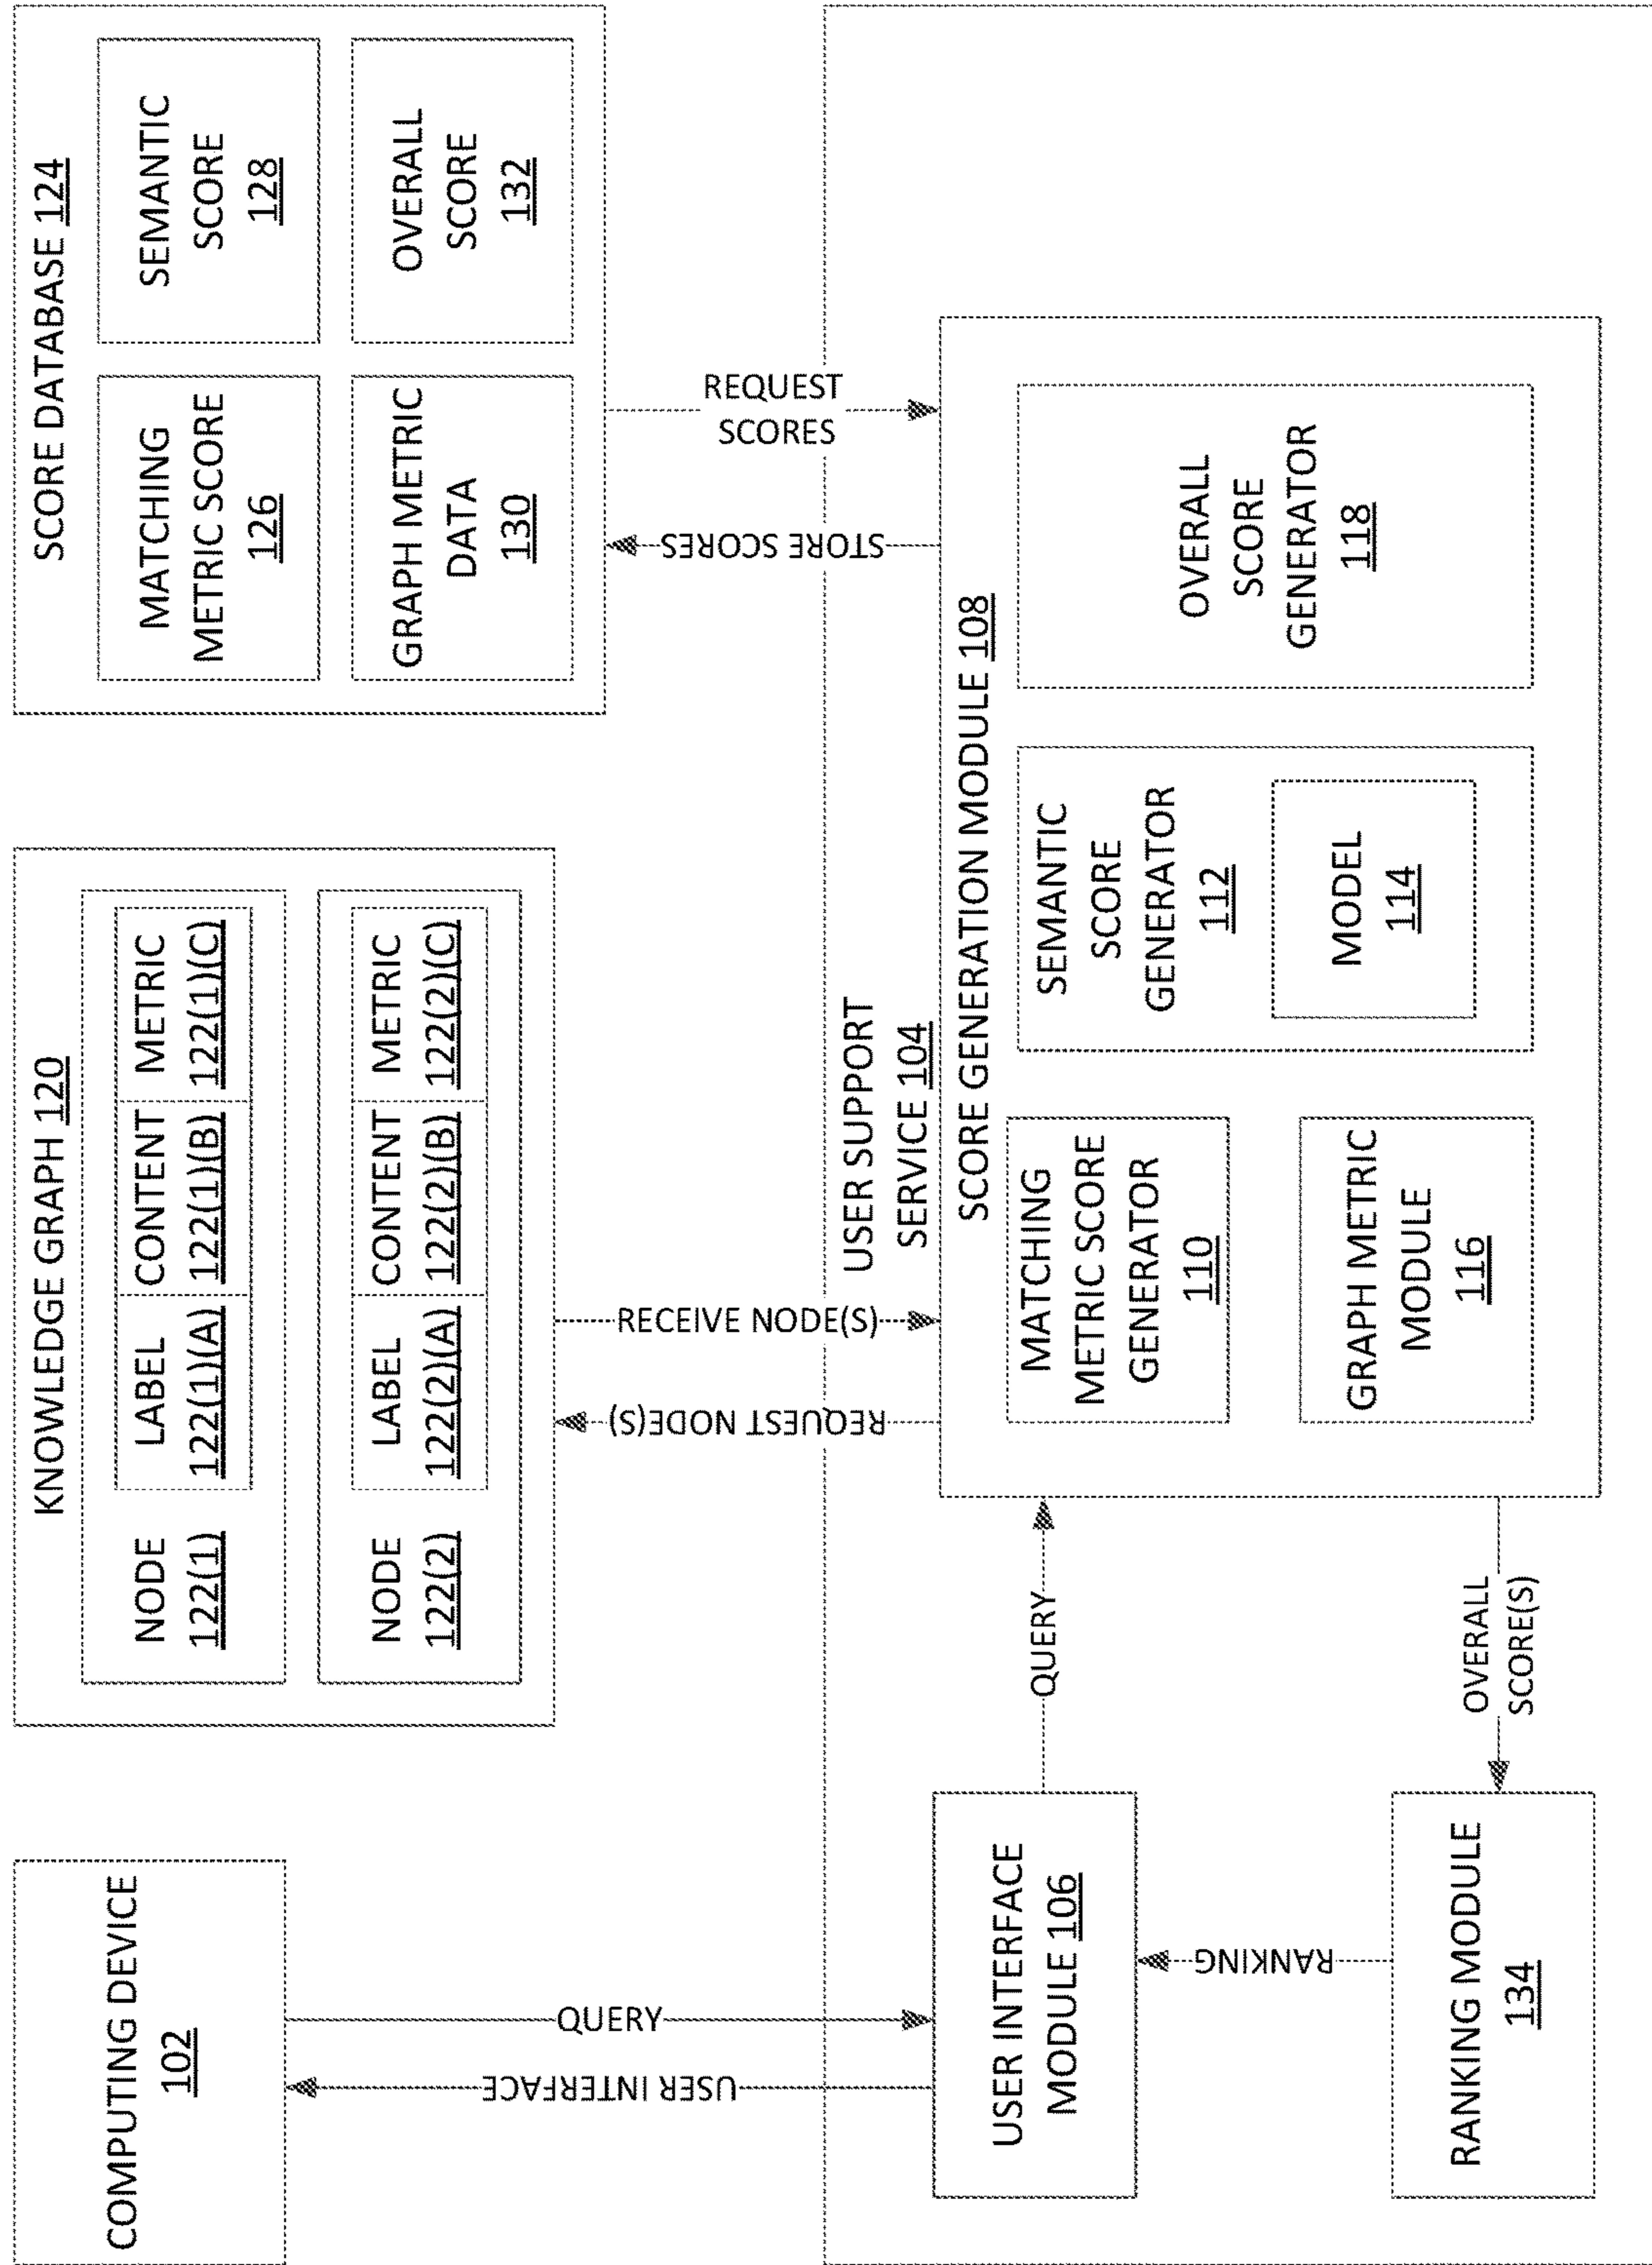 COMPUTING DEVICE
102
KNOWLEDGE GRAPH 120
NODE
122(1)
LABEL
122(1)(A)
CONTENT
122(1)(B)
METRIC
122(1)(C)
NODE
122(2)
LABEL
122(2)(A)
CONTENT
122(2)(B)
METRIC
122(2)(C)
SCORE DATABASE 124
MATCHING
METRIC SCORE
126
SEMANTIC
SCORE
128
GRAPH METRIC
DATA
130
OVERALL
SCORE
132
USER INTERFACE
QUERY
REQUEST NODE(S)
RECEIVE NODE(S)
STORE SCORES
REQUEST
SCORES
USER SUPPORT
SERVICE 104
USER INTERFACE
MODULE 106
QUERY
RANKING
RANKING MODULE
134
OVERALL
SCORE(S)
SCORE GENERATION MODULE 108
MATCHING
METRIC SCORE
GENERATOR
110
SEMANTIC
SCORE
GENERATOR
112
MODEL
114
GRAPH METRIC
MODULE
116
OVERALL
SCORE
GENERATOR
118